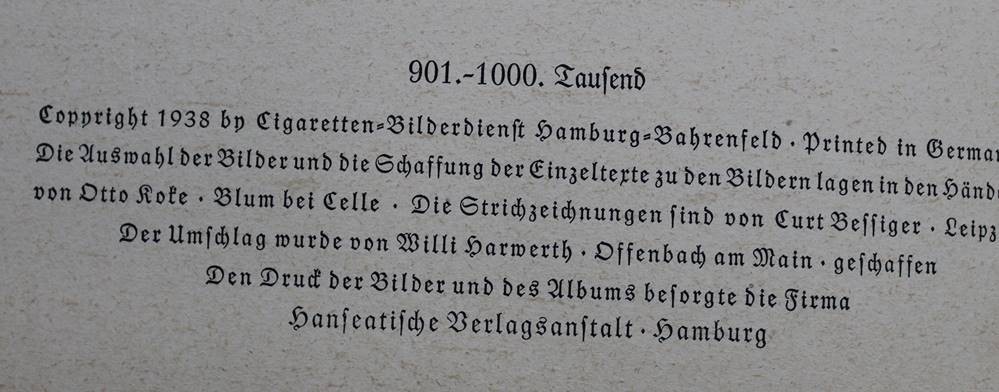 901.-1000. Tausend
Copyright 1938 by Cigaretten-Bilderdienst Hamburg-Bahrenfeld · Printed in German
Die Auswahl der Bilder und die Schaffung der Einzeltexte zu den Bildern lagen in den Händ
von Otto Koke · Blum bei Celle · Die Strichzeichnungen sind von Curt Bessiger · Leipz
Der Umschlag wurde von Willi Harwerth · Offenbach am Main · geschaffen
Den Druck der Bilder und des Albums besorgte die Firma
Hanseatische Verlagsanstalt · Hamburg